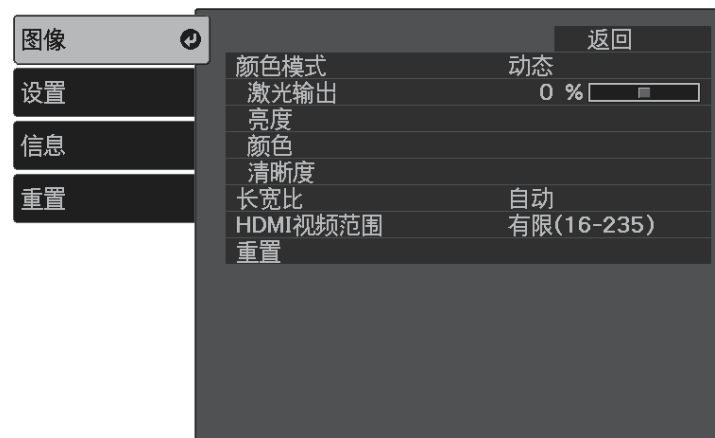 图像
设置
信息
重置
返回
颜色模式 动态
激光输出 0 %
亮度
颜色
清晰度
长宽比 自动
HDMI视频范围 有限(16-235)
重置